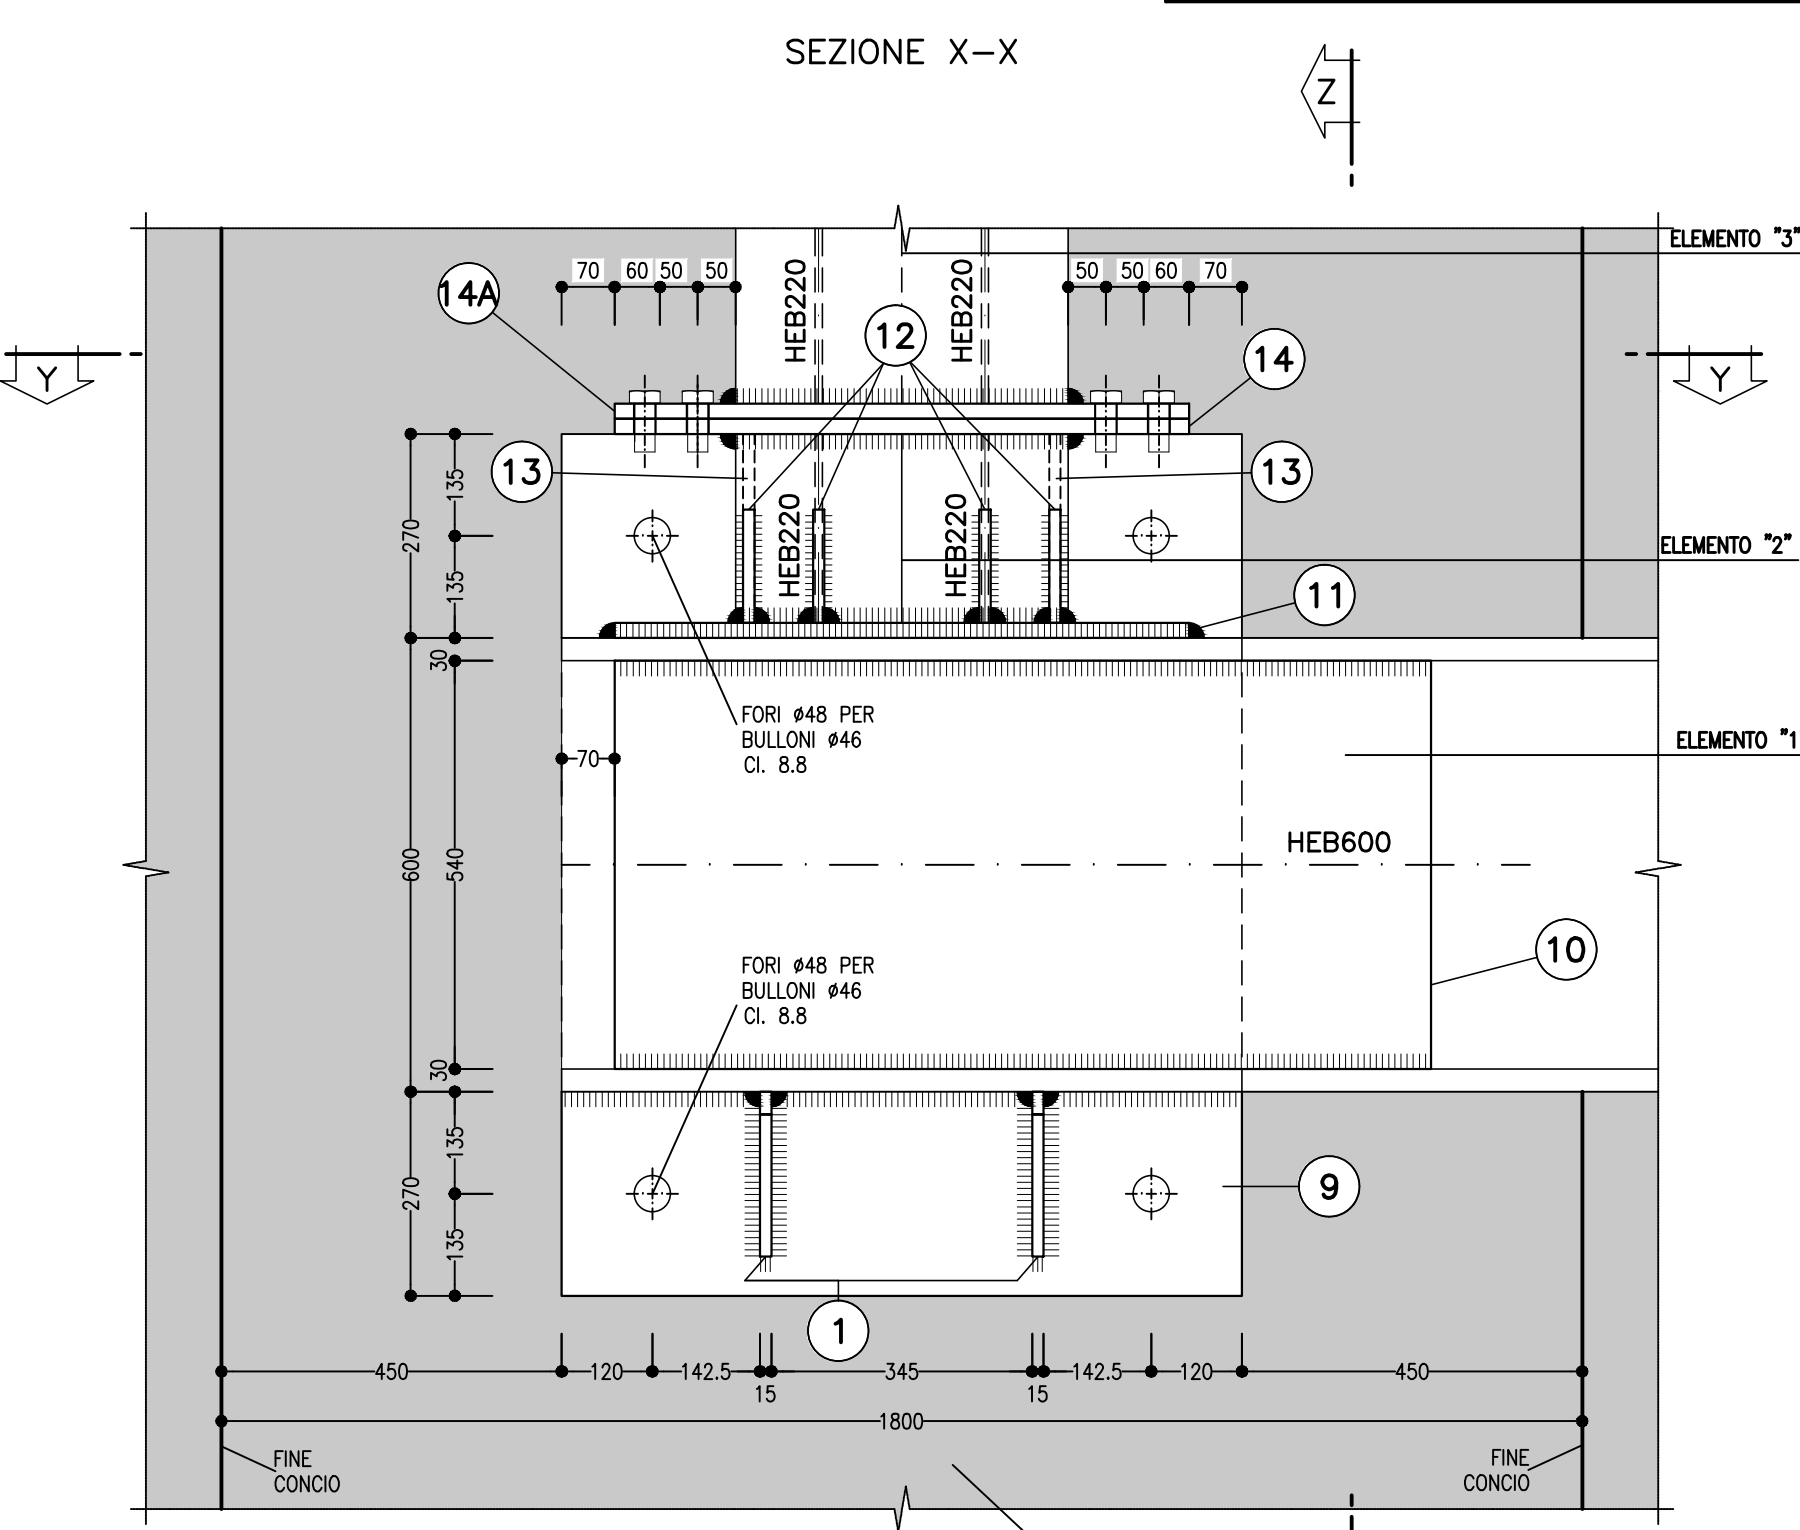 SEZIONE X-X
Z
ELEMENTO "3"
70 60 50 50
50 50 60 70
HEB220
HEB220
14A
12
14
Y
Y
13
13
135
270
135
HEB220
HEB220
ELEMENTO "2"
11
30
FORI ø48 PER
BULLONI ø46
Cl. 8.8
70
ELEMENTO "1
HEB600
600
540
10
FORI ø48 PER
BULLONI ø46
Cl. 8.8
30
135
270
135
9
1
450 120 142.5 345 142.5 120 450
15 15
1800
FINE
CONCIO
FINE
CONCIO